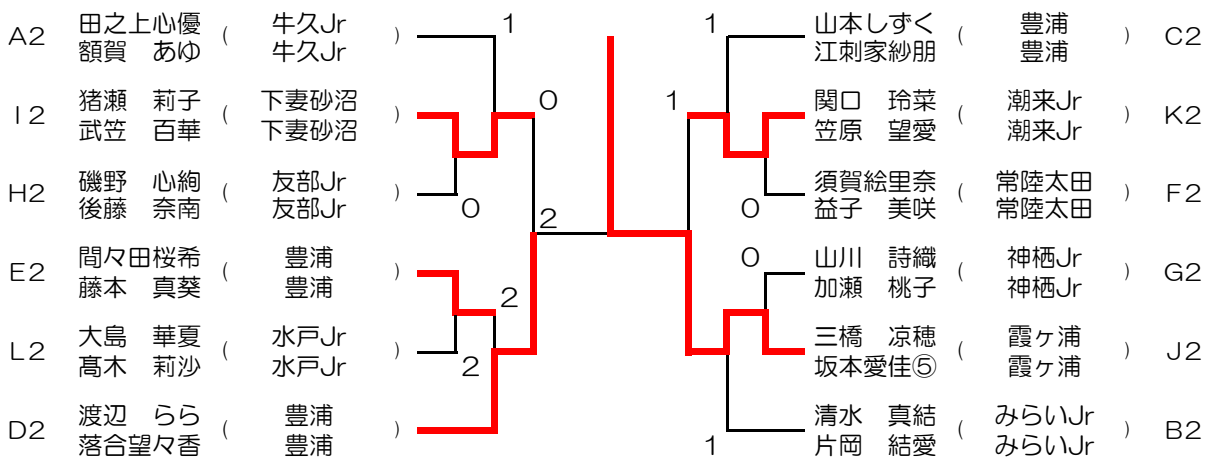 A2 田之上心優 ( 牛久Jr )
額賀 あゆ 牛久Jr
1
I2 猪瀬 莉子 ( 下妻砂沼 )
武笠 百華 下妻砂沼
0
H2 磯野 心絢 ( 友部Jr )
後藤 奈南 友部Jr
0
2
E2 間々田桜希 ( 豊浦 )
藤本 真葵 豊浦
2
L2 大島 華夏 ( 水戸Jr )
髙木 莉沙 水戸Jr
2
D2 渡辺 らら ( 豊浦 )
落合望々香 豊浦
1
山本しずく ( 豊浦 ) C2
江刺家紗朋 豊浦
1
関口 玲菜 ( 潮来Jr ) K2
笠原 望愛 潮来Jr
須賀絵里奈 ( 常陸太田 ) F2
益子 美咲 常陸太田
0
0
山川 詩織 ( 神栖Jr ) G2
加瀬 桃子 神栖Jr
三橋 凉穂 ( 霞ヶ浦 ) J2
坂本愛佳⑤ 霞ヶ浦
清水 真結 ( みらいJr ) B2
片岡 結愛 みらいJr
1